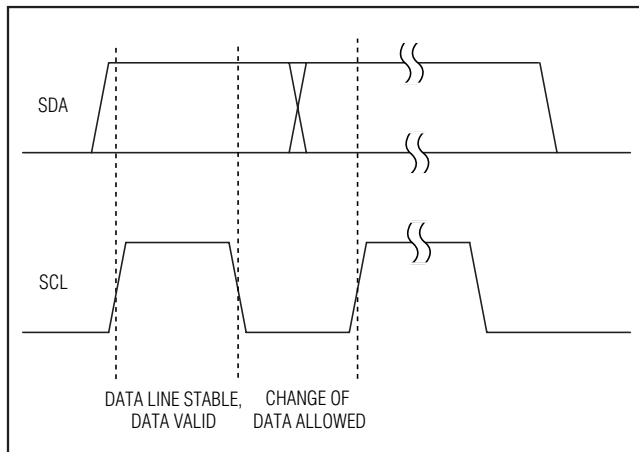 SDA
SCL
DATA LINE STABLE,
DATA VALID
CHANGE OF
DATA ALLOWED